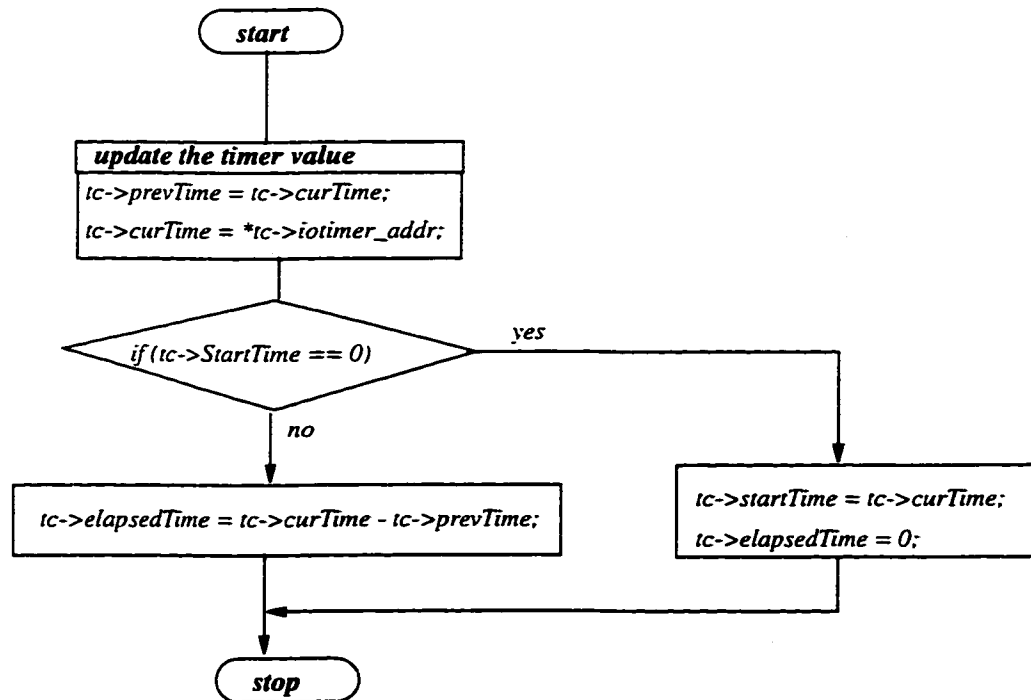 start
update the timer value
tc->prevTime = tc->curTime;
tc->curTime = *tc->iotimer_addr;
if (tc->StartTime == 0)
yes
no
tc->elapsedTime = tc->curTime - tc->prevTime;
tc->startTime = tc->curTime;
tc->elapsedTime = 0;
stop